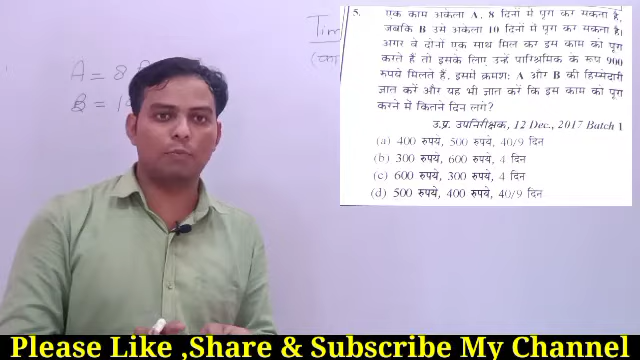 Tim
(का
A = 8
B = 1
5. एक काम अकेला A, 8 दिनों में पूरा कर सकता है,
जबकि B उसे अकेला 10 दिनों में पूरा कर सकता है।
अगर वे दोनों एक साथ मिल कर इस काम को पूरा
करते हैं तो इसके लिए उन्हें पारिश्रमिक के रूप 900
रुपये मिलते हैं, इसमें क्रमशः A और B की हिस्सेदारी
ज्ञात करें और यह भी ज्ञात करें कि इस काम को पूरा
करने में कितने दिन लगे?
उ.प्र. उपनिरीक्षक, 12 Dec., 2017 Batch 1
(a) 400 रुपये, 500 रुपये, 40/9 दिन
(b) 300 रुपये, 600 रुपये, 4 दिन
(c) 600 रुपये, 300 रुपये, 4 दिन
(d) 500 रुपये, 400 रुपये, 40/9 दिन
Please Like ,Share & Subscribe My Channel